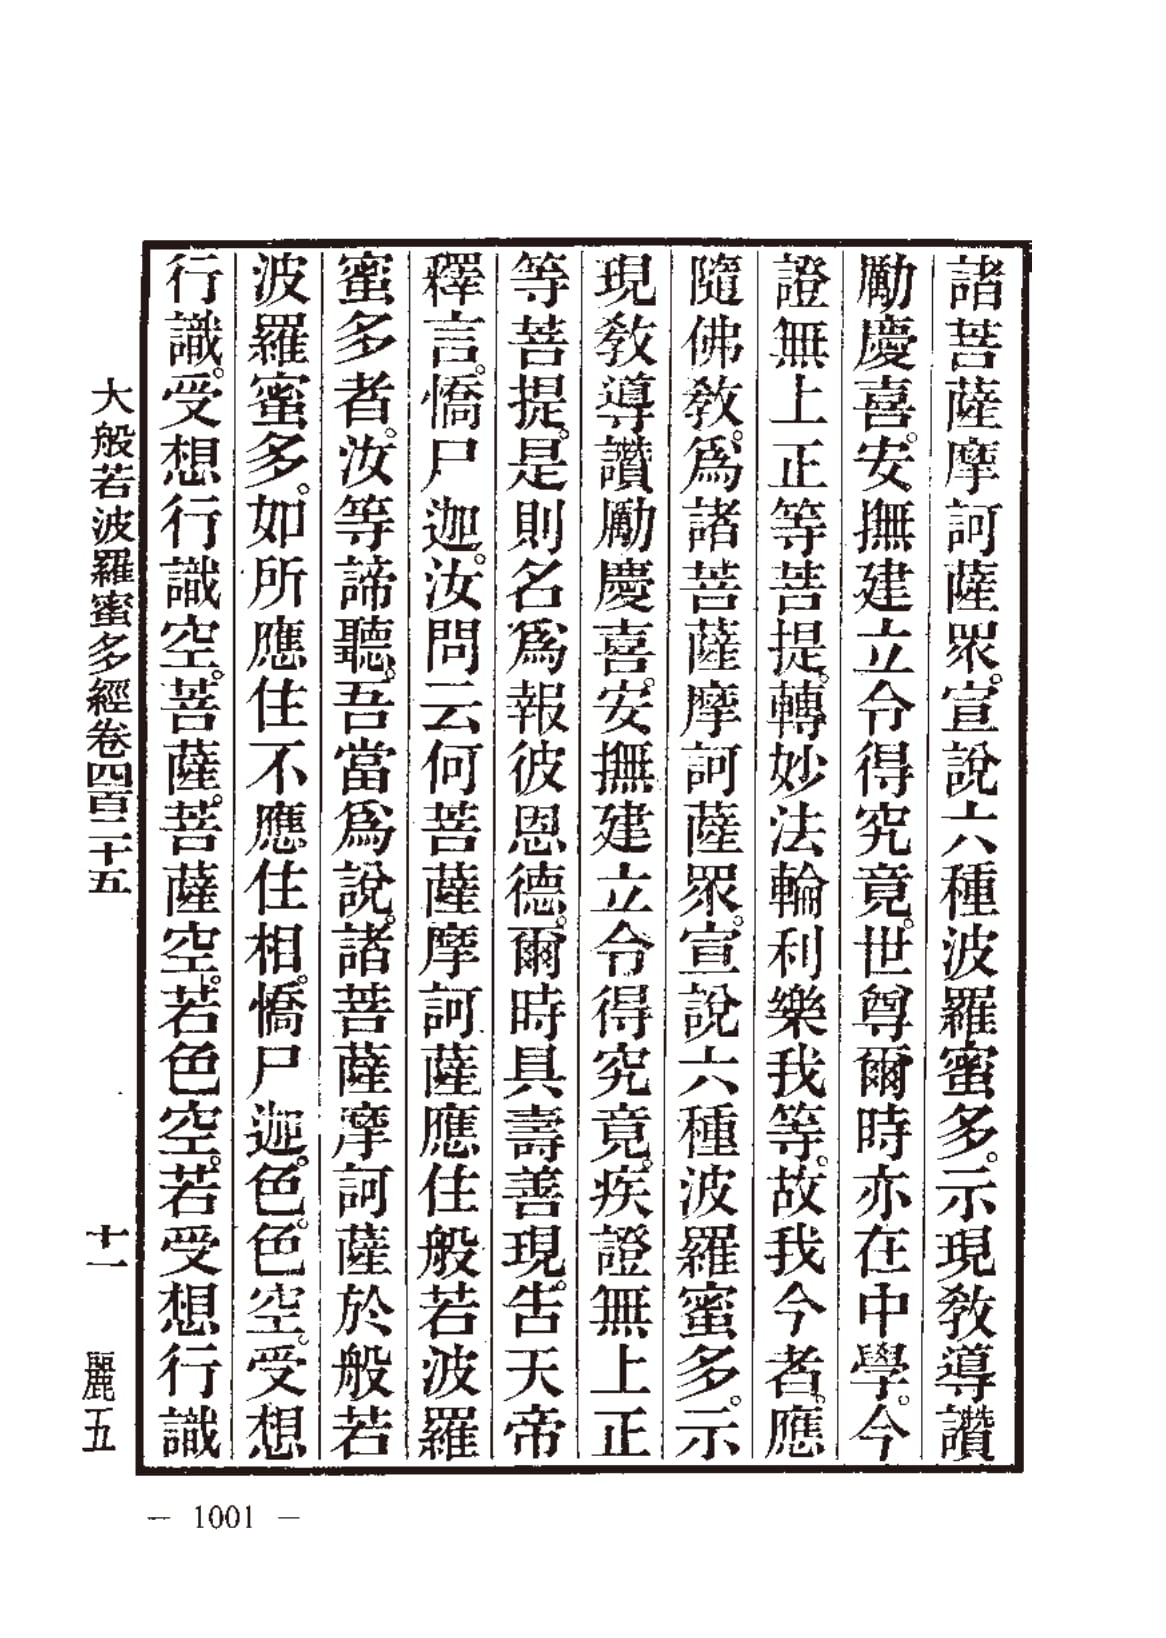 諸菩薩摩訶薩眾。宣說六種波羅蜜多。示現敎導讚
勵慶喜。安撫建立令得究竟。世尊爾時亦在中學。今
證無上正等菩提。轉妙法輪利樂我等。故我今者。應
隨佛敎。爲諸菩薩摩訶薩眾。宣說六種波羅蜜多。示
現敎導讚勵慶喜。安撫建立令得究竟。疾證無上正
等菩提。是則名爲報彼恩德。爾時具壽善現。告天帝
釋言。憍尸迦。汝問云何菩薩摩訶薩應住般若波羅
蜜多者。汝等諦聽。吾當爲說。諸菩薩摩訶薩於般若
波羅蜜多。如所應住不應住相。憍尸迦。色。色空。受想
行識。受想行識空。菩薩。菩薩空。若色空。若受想行識
大般若波羅蜜多經卷四百二十五 十一 麗五
— 1001 —